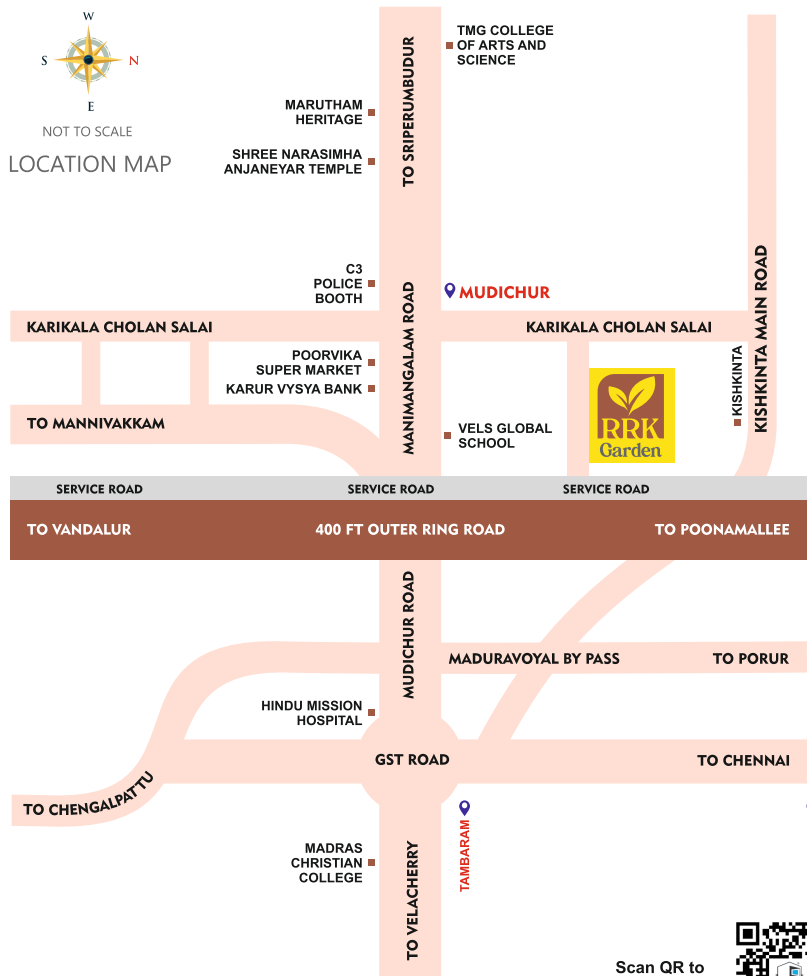 W
S
N
E
NOT TO SCALE
LOCATION MAP
TO SRIPERUMBUDUR
TMG COLLEGE
OF ARTS AND
SCIENCE
MARUTHAM
HERITAGE
SHREE NARASIMHA
ANJANEYAR TEMPLE
C3
POLICE
BOOTH
MUDICHUR
MANIMANGALAM ROAD
KISHKINTA MAIN ROAD
KARIKALA CHOLAN SALAI
KARIKALA CHOLAN SALAI
POORVIKA
SUPER MARKET
KARUR VYSYA BANK
KISHKINTA
RRK
Garden
TO MANNIVAKKAM
VELS GLOBAL
SCHOOL
SERVICE ROAD
SERVICE ROAD
SERVICE ROAD
TO VANDALUR
400 FT OUTER RING ROAD
TO POONAMALLEE
MUDICHUR ROAD
MADURAVOYAL BY PASS
TO PORUR
HINDU MISSION
HOSPITAL
GST ROAD
TO CHENNAI
TO CHENGALPATTU
TAMBARAM
MADRAS
CHRISTIAN
COLLEGE
TO VELACHERRY
Scan QR to